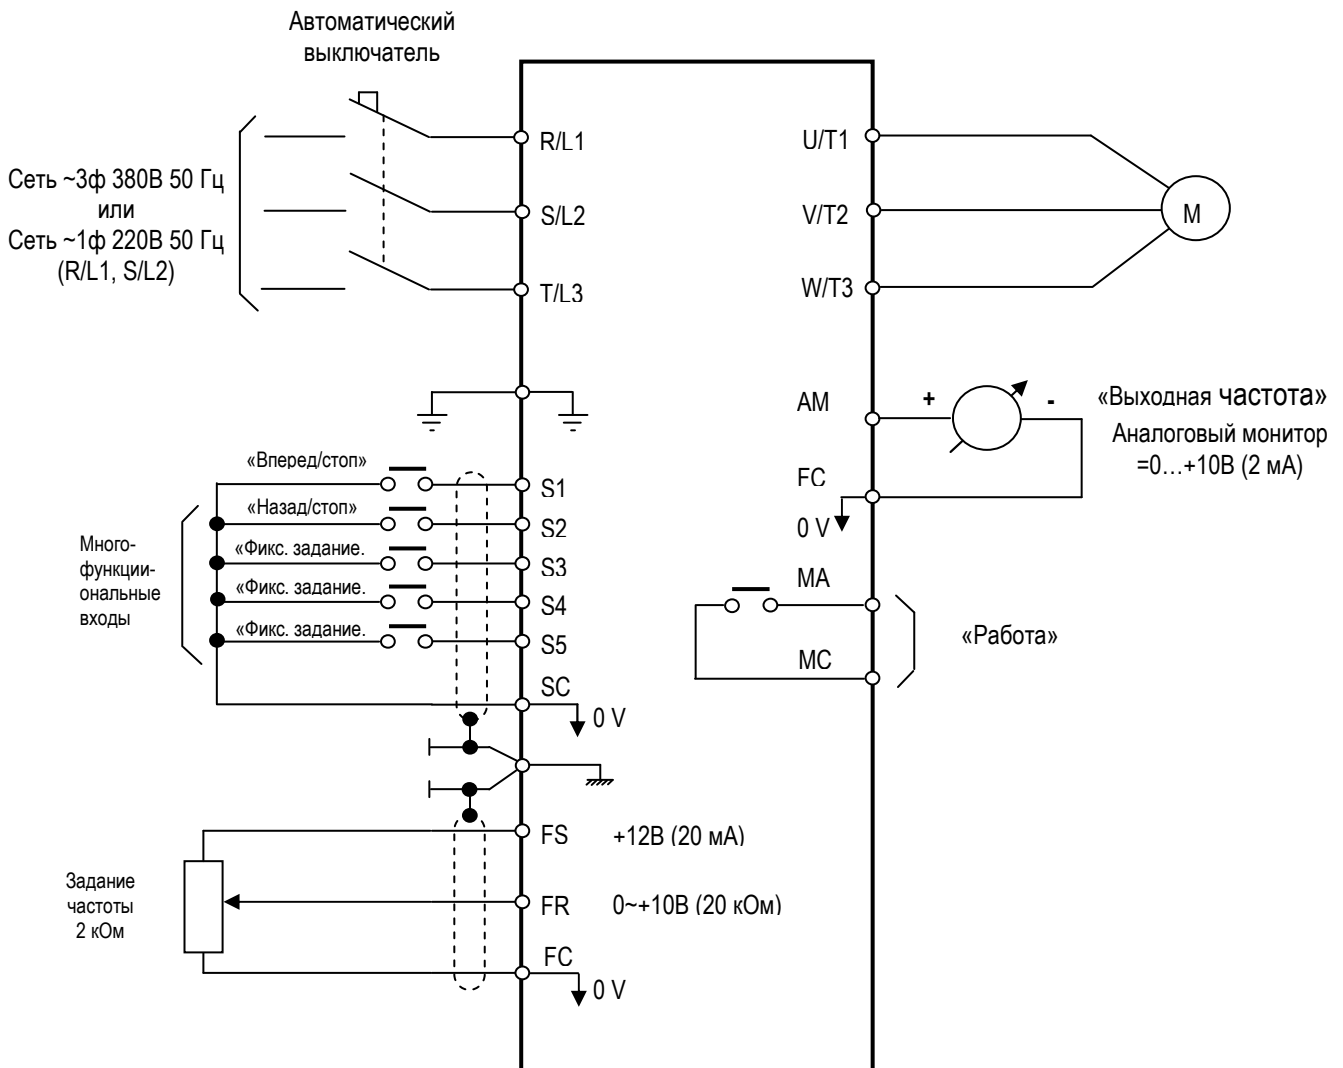 Автоматический
выключатель
R/L1
U/T1
Сеть ~3ф 380В 50 Гц
или
Сеть ~1ф 220В 50 Гц
(R/L1, S/L2)
S/L2
V/T2
M
T/L3
W/T3
AM
+
-
«Выходная частота»
Аналоговый монитор
=0…+10В (2 мА)
FC
0 V
«Вперед/стоп»
S1
«Назад/стоп»
S2
Много-
функции-
ональные
входы
«Фикс. задание.
S3
«Фикс. задание.
S4
«Фикс. задание.
S5
MA
MC
«Работа»
SC
0 V
FS
+12В (20 мА)
Задание
частоты
2 кОм
FR
0~+10В (20 кОм)
FC
0 V